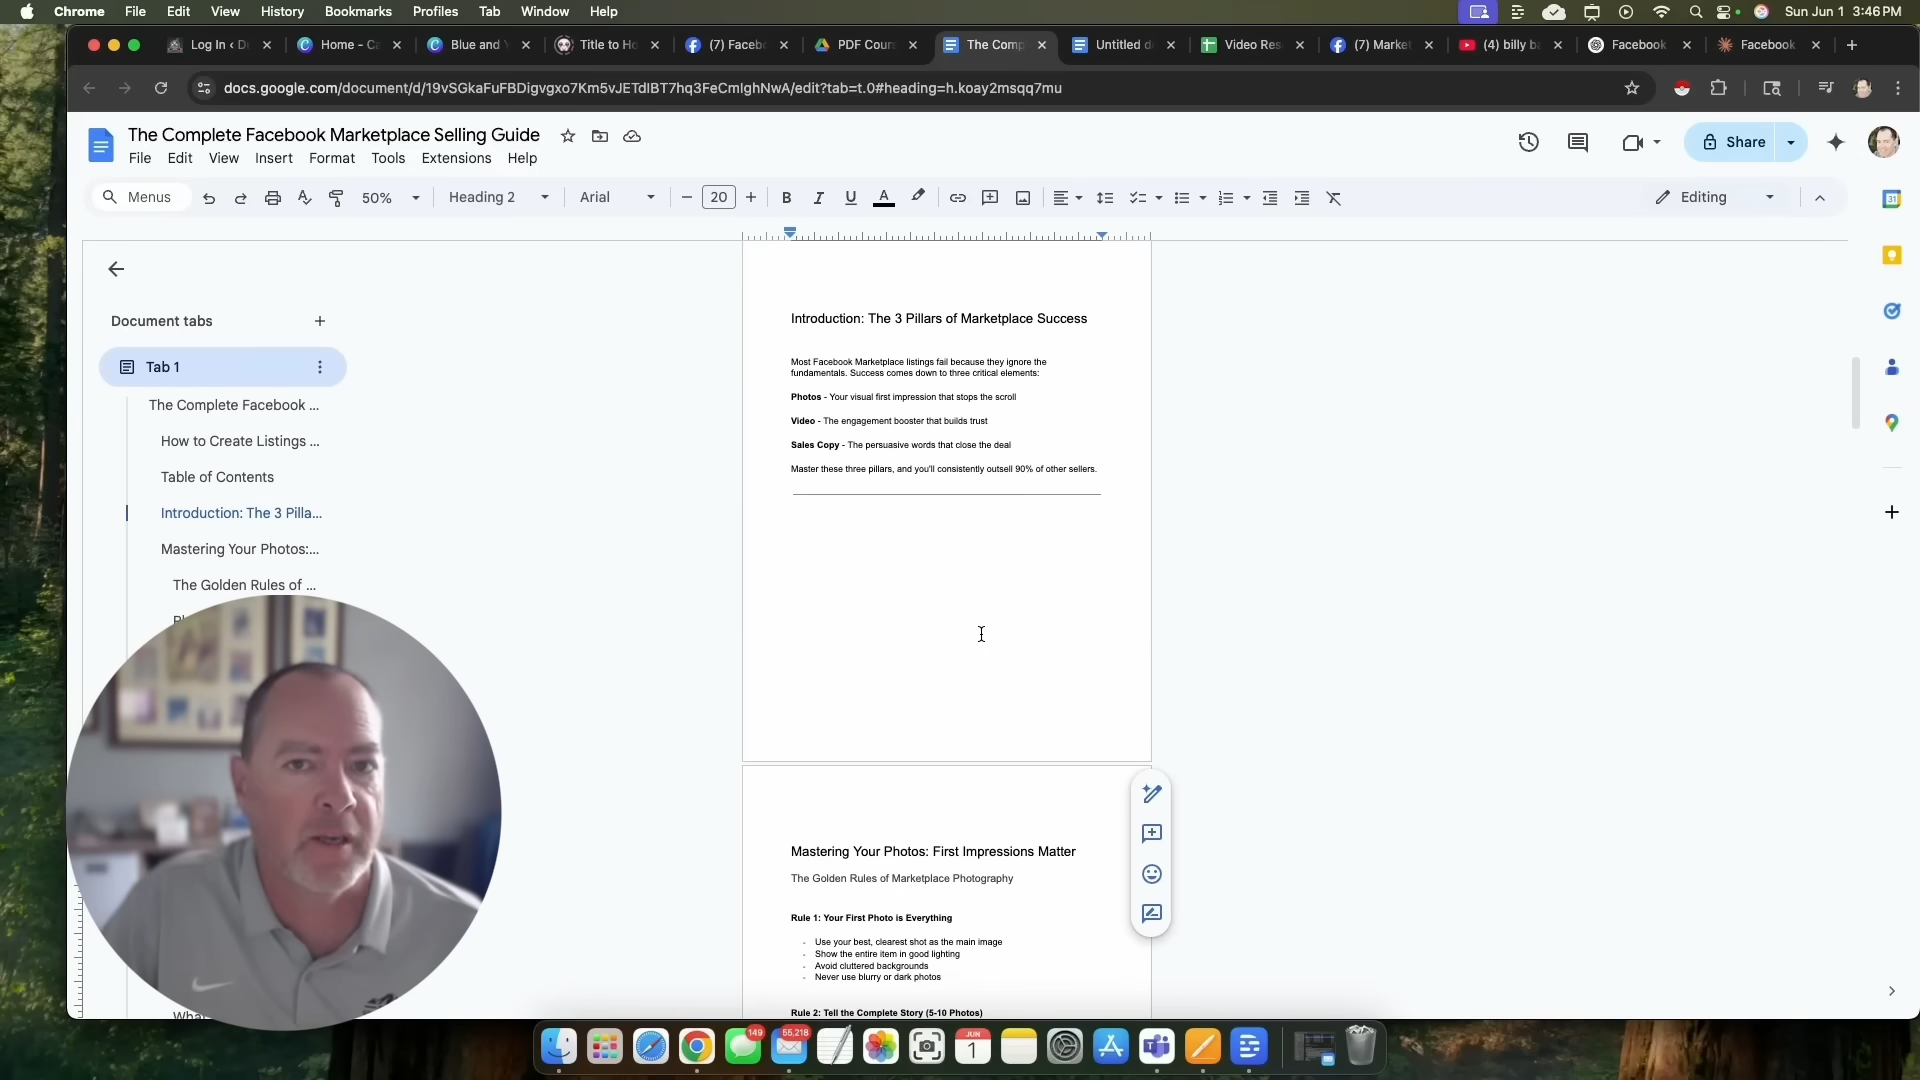 Chrome File Edit View History Bookmarks Profiles Tab Window Help Sun Jun 1 3:46 PM
Log In ‹ D Home - Ca Blue and Title to Ho (7) Facebo PDF Cour The Comp Untitled d Video Res (7) Market (4) billy b Facebook Facebook
docs.google.com/document/d/19vSGkaFuFBDigvgxo7Km5vJETdlBT7hq3FeCmlghNwA/edit?tab=t.0#heading=h.koay2msqq7mu
The Complete Facebook Marketplace Selling Guide
File Edit View Insert Format Tools Extensions Help
Share
Menus 50% Heading 2 Arial 20 Editing
31
Document tabs
Tab 1
The Complete Facebook ...
How to Create Listings ...
Table of Contents
Introduction: The 3 Pilla...
Mastering Your Photos:...
The Golden Rules of ...
Introduction: The 3 Pillars of Marketplace Success
Most Facebook Marketplace listings fail because they ignore the
fundamentals. Success comes down to three critical elements:
Photos - Your visual first impression that stops the scroll
Video - The engagement booster that builds trust
Sales Copy - The persuasive words that close the deal
Master these three pillars, and you'll consistently outsell 90% of other sellers.
Mastering Your Photos: First Impressions Matter
The Golden Rules of Marketplace Photography
Rule 1: Your First Photo is Everything
- Use your best, clearest shot as the main image
- Show the entire item in good lighting
- Avoid cluttered backgrounds
- Never use blurry or dark photos
Rule 2: Tell the Complete Story (5-10 Photos)
149
55,218
JUN
1